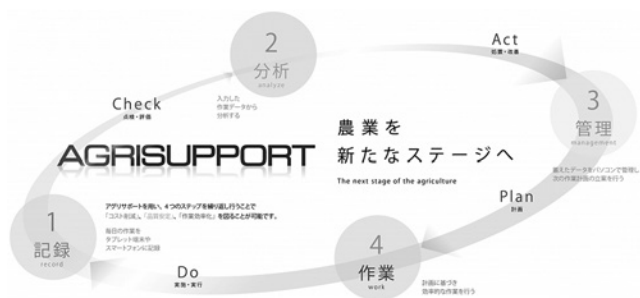 2
分析
analyze
入力した
作業データから
分析する
Act
処置・改善
3
管理
management
蓄えたデータをパソコンで管理し
次の作業計画の立案を行う
Check
点検・評価
AGRISUPPORT
農業を
新たなステージへ
The next stage of the agriculture
アグリサポートを用い、4つのステップを繰り返し行うことで
「コスト削減」、「品質安定」、「作業効率化」を図ることが可能です。
Plan
計画
1
記録
record
毎日の作業を
タブレット端末や
スマートフォンに記録
Do
実施・実行
4
作業
work
計画に基づき
効率的な作業を行う